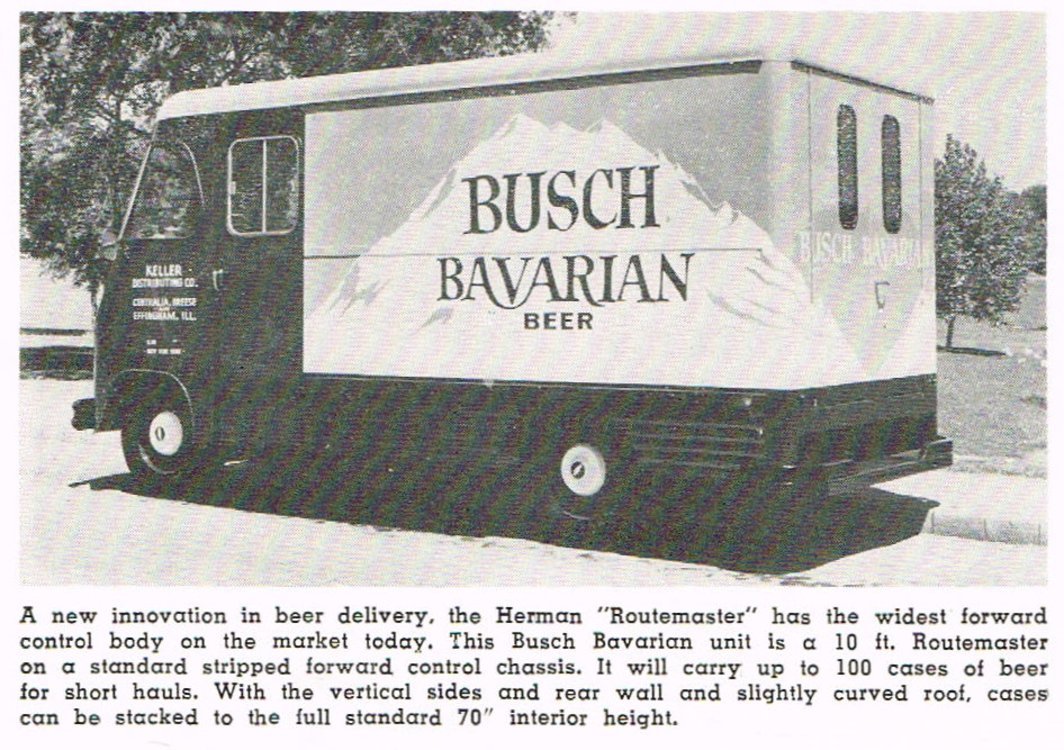 BUSCH
BAVARIAN
BEER
BUSCH BAVARIAN
KELLER
DISTRIBUTING CO.
CENTRALIA, BREESE
EFFINGHAM, ILL.
A new innovation in beer delivery, the Herman "Routemaster" has the widest forward
control body on the market today. This Busch Bavarian unit is a 10 ft. Routemaster
on a standard stripped forward control chassis. It will carry up to 100 cases of beer
for short hauls. With the vertical sides and rear wall and slightly curved roof, cases
can be stacked to the full standard 70" interior height.